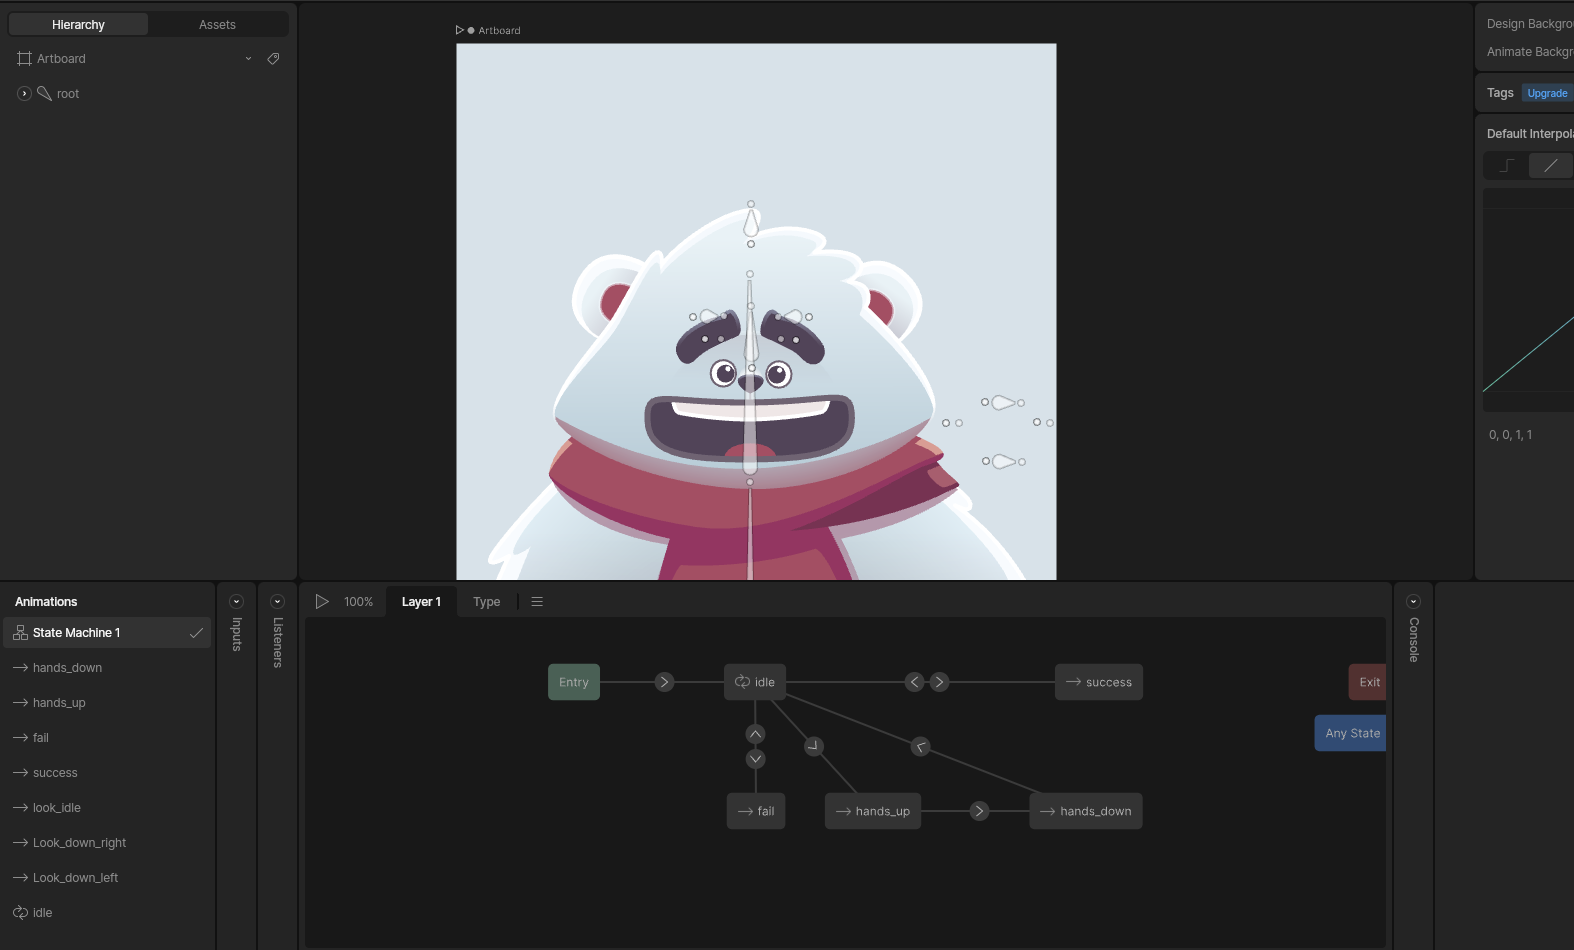 Hierarchy
Assets
Artboard
root
Artboard
Design Backgro
Animate Backgr
Tags Upgrade
Default Interpola
0, 0, 1, 1
Animations
State Machine 1
hands_down
hands_up
fail
success
look_idle
Look_down_right
Look_down_left
idle
Inputs
Listeners
100%
Layer 1
Type
Entry
idle
success
Exit
Any State
fail
hands_up
hands_down
Console